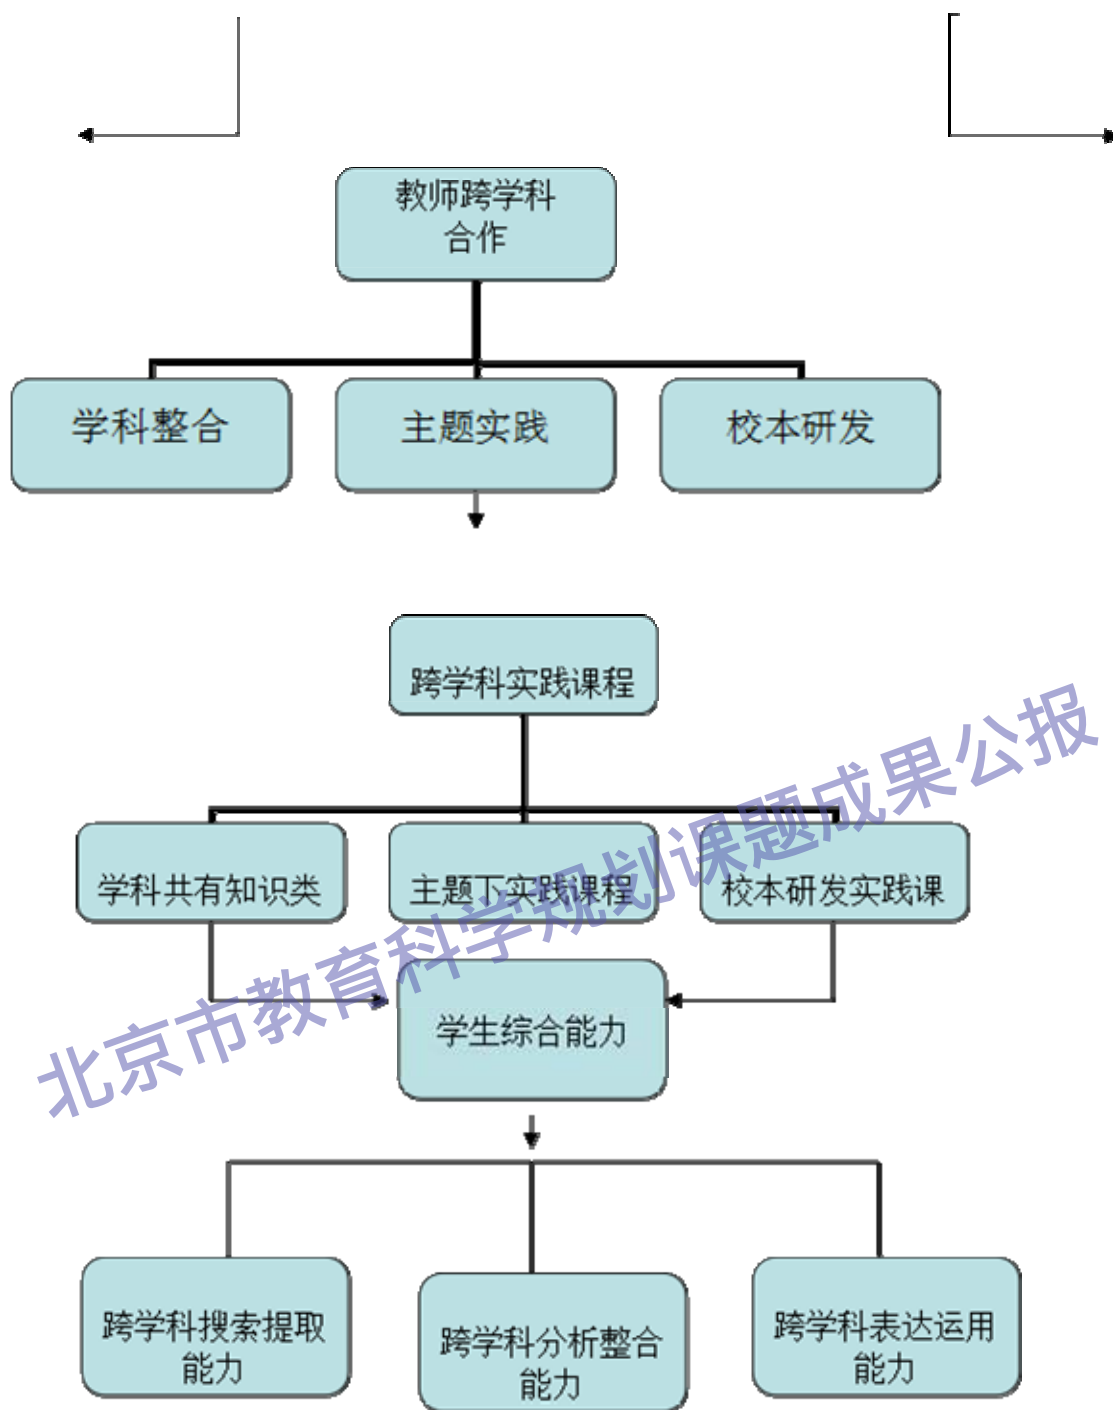 教师跨学科
合作
学科整合
主题实践
校本研发
跨学科实践课程
学科共有知识类
主题下实践课程
校本研发实践课
学生综合能力
跨学科搜索提取
能力
跨学科分析整合
能力
跨学科表达运用
能力
北京市教育科学规划课题成果公报